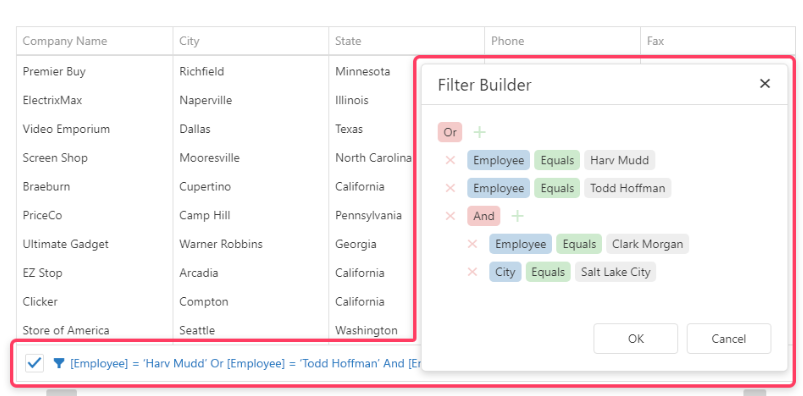 Company Name City State Phone Fax
Premier Buy Richfield Minnesota
ElectrixMax Naperville Illinois
Video Emporium Dallas Texas
Screen Shop Mooresville North Carolina
Braeburn Cupertino California
PriceCo Camp Hill Pennsylvania
Ultimate Gadget Warner Robbins Georgia
EZ Stop Arcadia California
Clicker Compton California
Store of America Seattle Washington
[Employee] = 'Harv Mudd' Or [Employee] = 'Todd Hoffman' And [
Filter Builder
Or
Employee Equals Harv Mudd
Employee Equals Todd Hoffman
And
Employee Equals Clark Morgan
City Equals Salt Lake City
OK Cancel